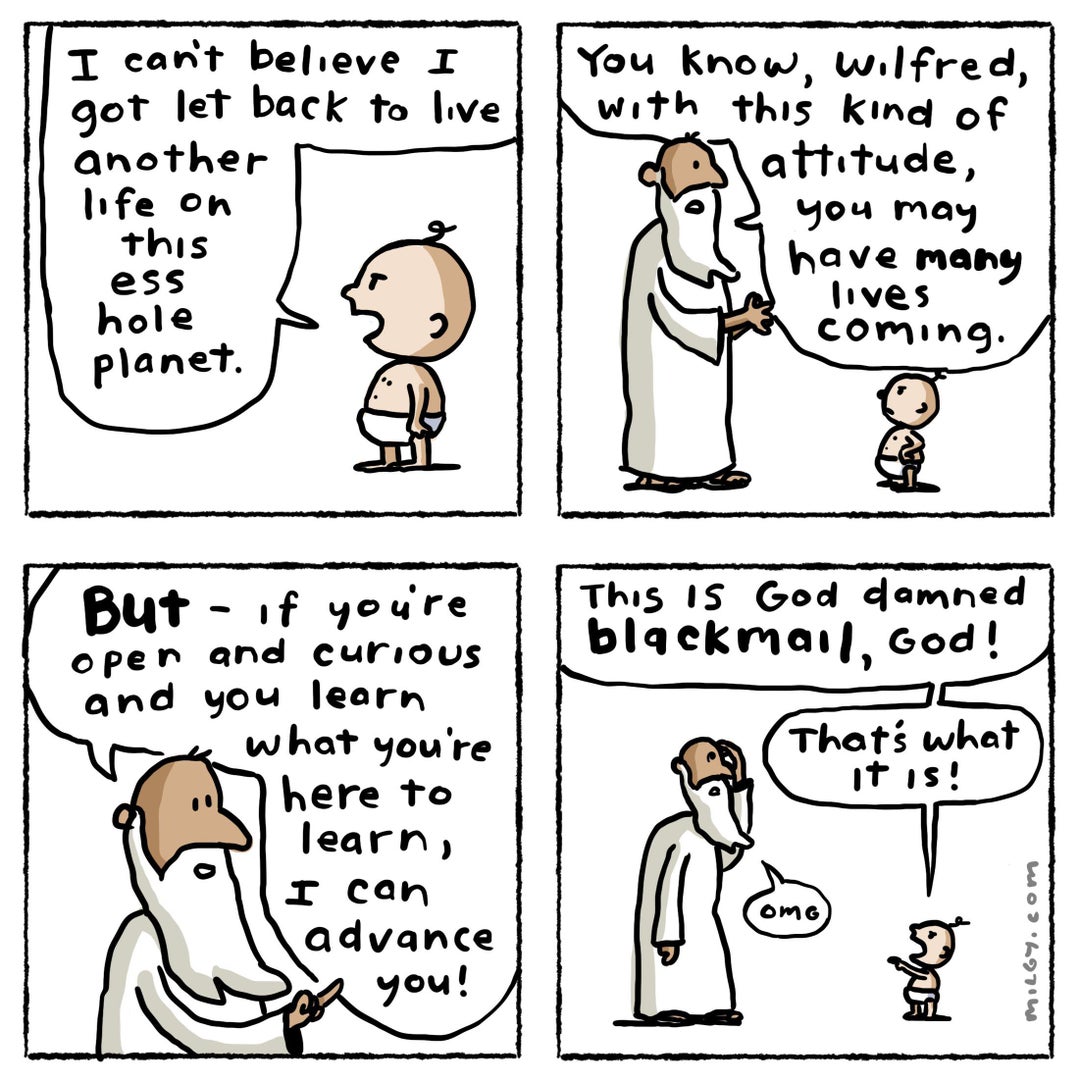 I can't believe I
got let back to live
another
life on
this
ess
hole
planet.
You know, Wilfred,
with this kind of
attitude,
you may
have many
lives
coming.
But - if you're
open and curious
and you learn
what you're
here to
learn,
I can
advance
you!
This is God damned
blackmail, God!
That's what
it is!
OMG
milgy.com